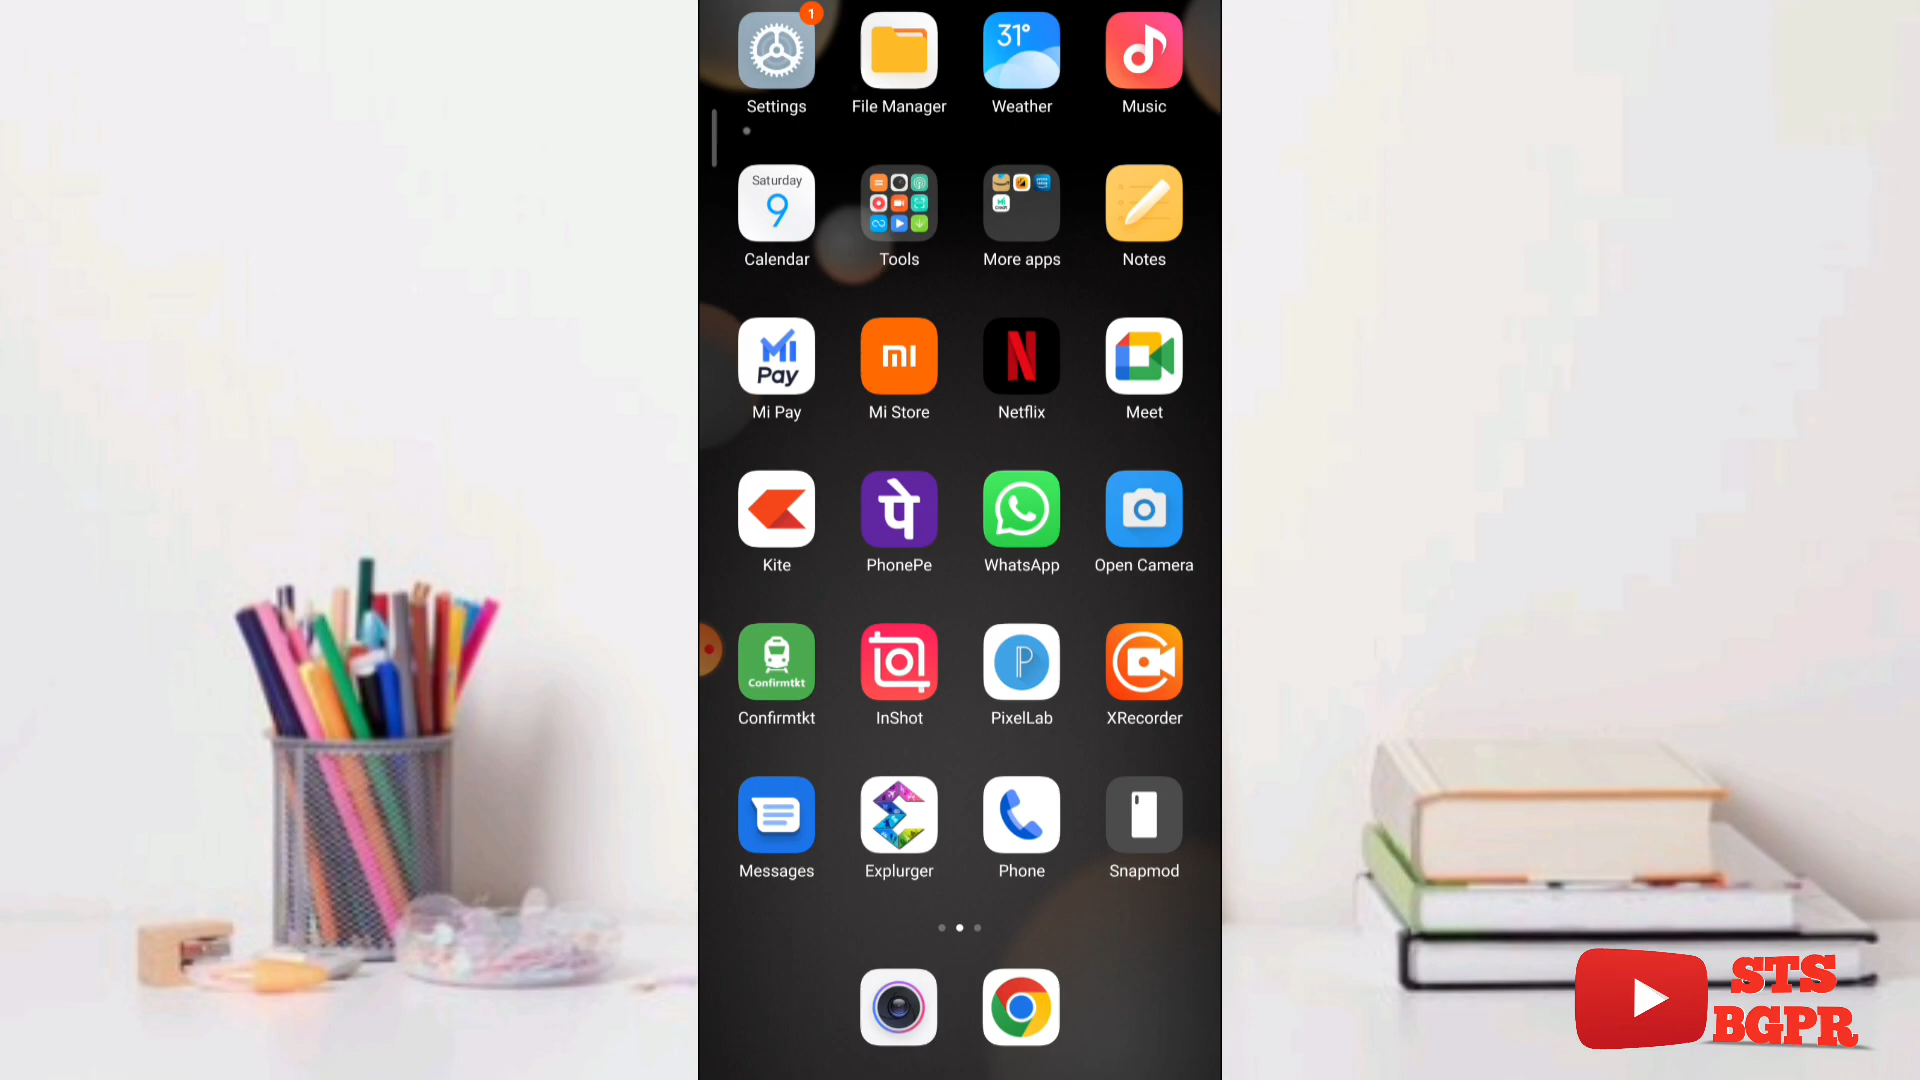 1
31°
Settings
File Manager
Weather
Music
Saturday
9
Calendar
Tools
More apps
Notes
Mi
Pay
Mi Pay
mi
Mi Store
N
Netflix
Meet
पे
Kite
PhonePe
WhatsApp
Open Camera
Confirmtkt
P
Confirmtkt
InShot
PixelLab
XRecorder
Messages
Explurger
Phone
Snapmod
STS
BGPR